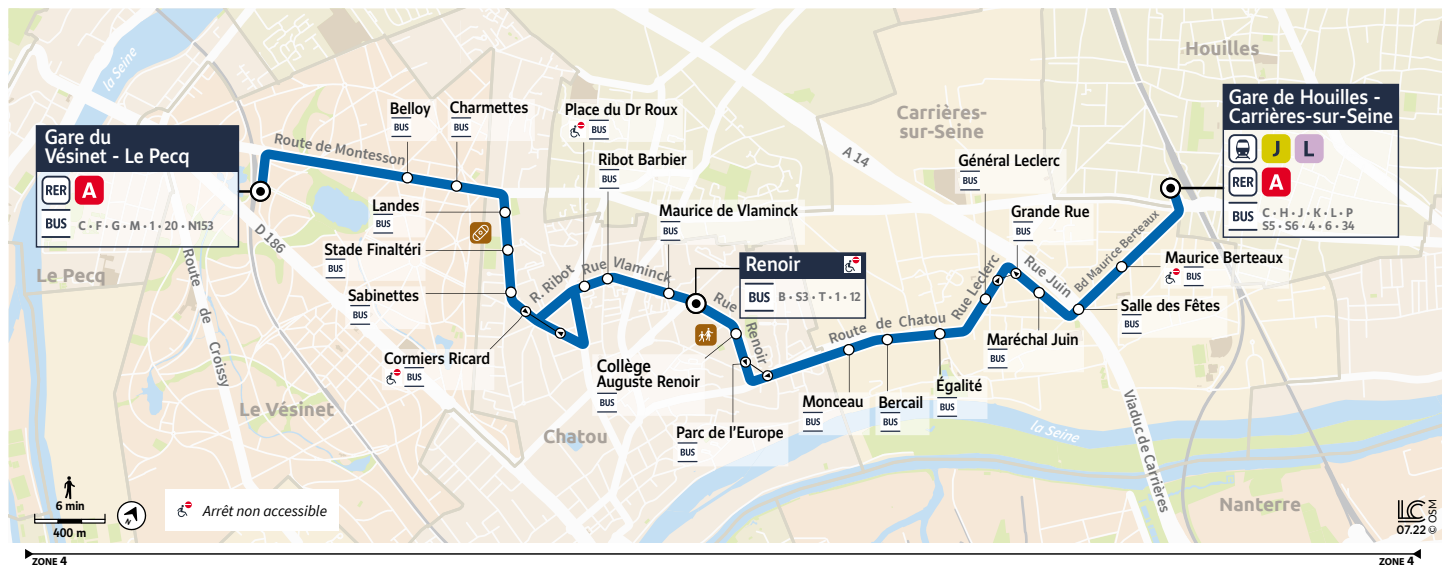 la Seine
Houilles
Gare de Houilles -
Carrières-sur-Seine
J L
RER A
BUS C • H • J • K • L • P
S5 • S6 • 4 • 6 • 34
Gare du
Vésinet - Le Pecq
RER A
BUS C • F • G • M • 1 • 20 • N153
Route de Montesson
Belloy
BUS
Charmettes
BUS
Place du Dr Roux
BUS
Ribot Barbier
BUS
Carrières-
sur-Seine
A 14
Général Leclerc
BUS
Landes
BUS
Maurice de Vlaminck
BUS
Grande Rue
BUS
D 186
Stade Finaltéri
BUS
Sabinettes
BUS
R. Ribot
Rue Vlaminck
Renoir
BUS B • S3 • T • 1 • 12
Rue Renoir
Rue Leclerc
Rue Juin
Bd Maurice Berteaux
Maurice Berteaux
BUS
Salle des Fêtes
BUS
Le Pecq
Route de Croissy
Cormiers Ricard
BUS
Collège
Auguste Renoir
BUS
Route de Chatou
Maréchal Juin
BUS
Monceau
BUS
Bercail
BUS
Égalité
BUS
Le Vésinet
Chatou
Parc de l'Europe
BUS
la Seine
Viaduc de Carrières
Nanterre
6 min
400 m
N
Arrêt non accessible
LC
07.22 © OSM
ZONE 4
ZONE 4